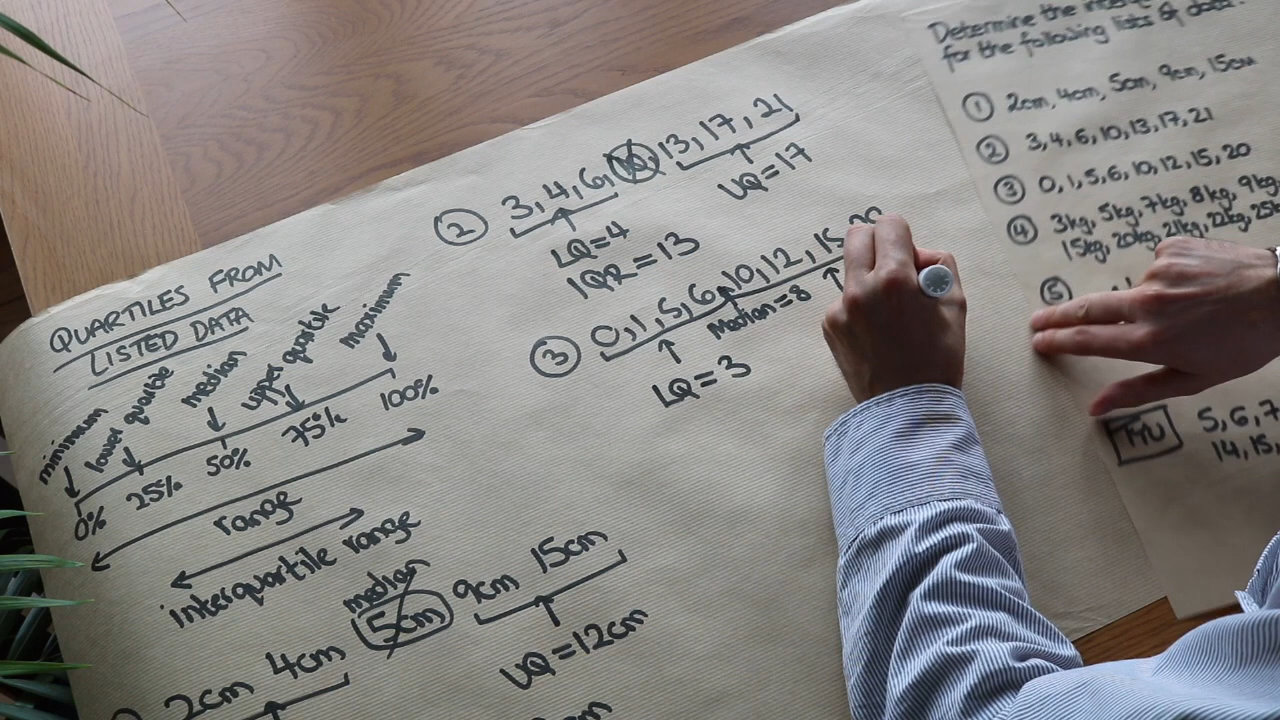 QUARTILES FROM
LISTED DATA
minimum
lower quartile
median
upper quartile
maximum
0%
25%
50%
75%
100%
range
interquartile range
2cm 4cm
median
5cm
9cm 15cm
UQ=12cm
② 3,4,6,10,13,17,21
LQ=4
UQ=17
IQR=13
③ 0,1,5,6,10,12,15,20
Median=8
LQ=3
Determine the
for the following lists of data.
① 2cm, 4cm, 5cm, 9cm, 15cm
② 3,4,6,10,13,17,21
③ 0,1,5,6,10,12,15,20
④ 3kg, 5kg, 7kg, 8kg, 9kg,
15kg, 20kg, 21kg, 22kg, 25k
⑤
TYU
5,6,7
14,15,